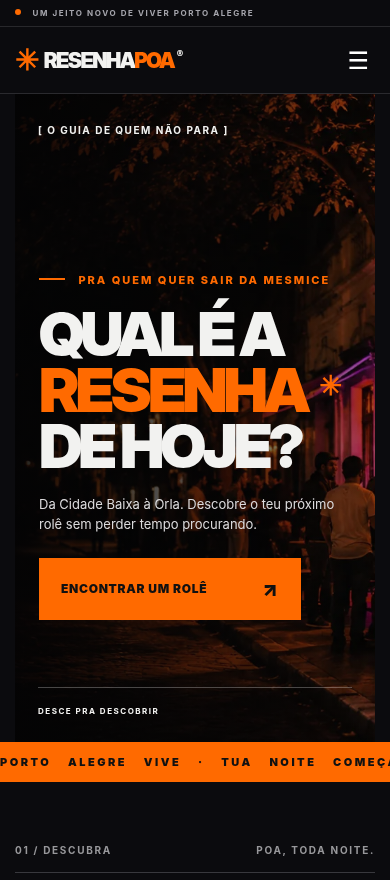 UM JEITO NOVO DE VIVER PORTO ALEGRE
RESENHAPOA®
[ O GUIA DE QUEM NÃO PARA ]
PRA QUEM QUER SAIR DA MESMICE
QUAL É A
RESENHA
DE HOJE?
Da Cidade Baixa à Orla. Descobre o teu próximo
rolê sem perder tempo procurando.
ENCONTRAR UM ROLÊ
DESCE PRA DESCOBRIR
PORTO ALEGRE VIVE · TUA NOITE COMEÇA
01 / DESCUBRA
POA, TODA NOITE.